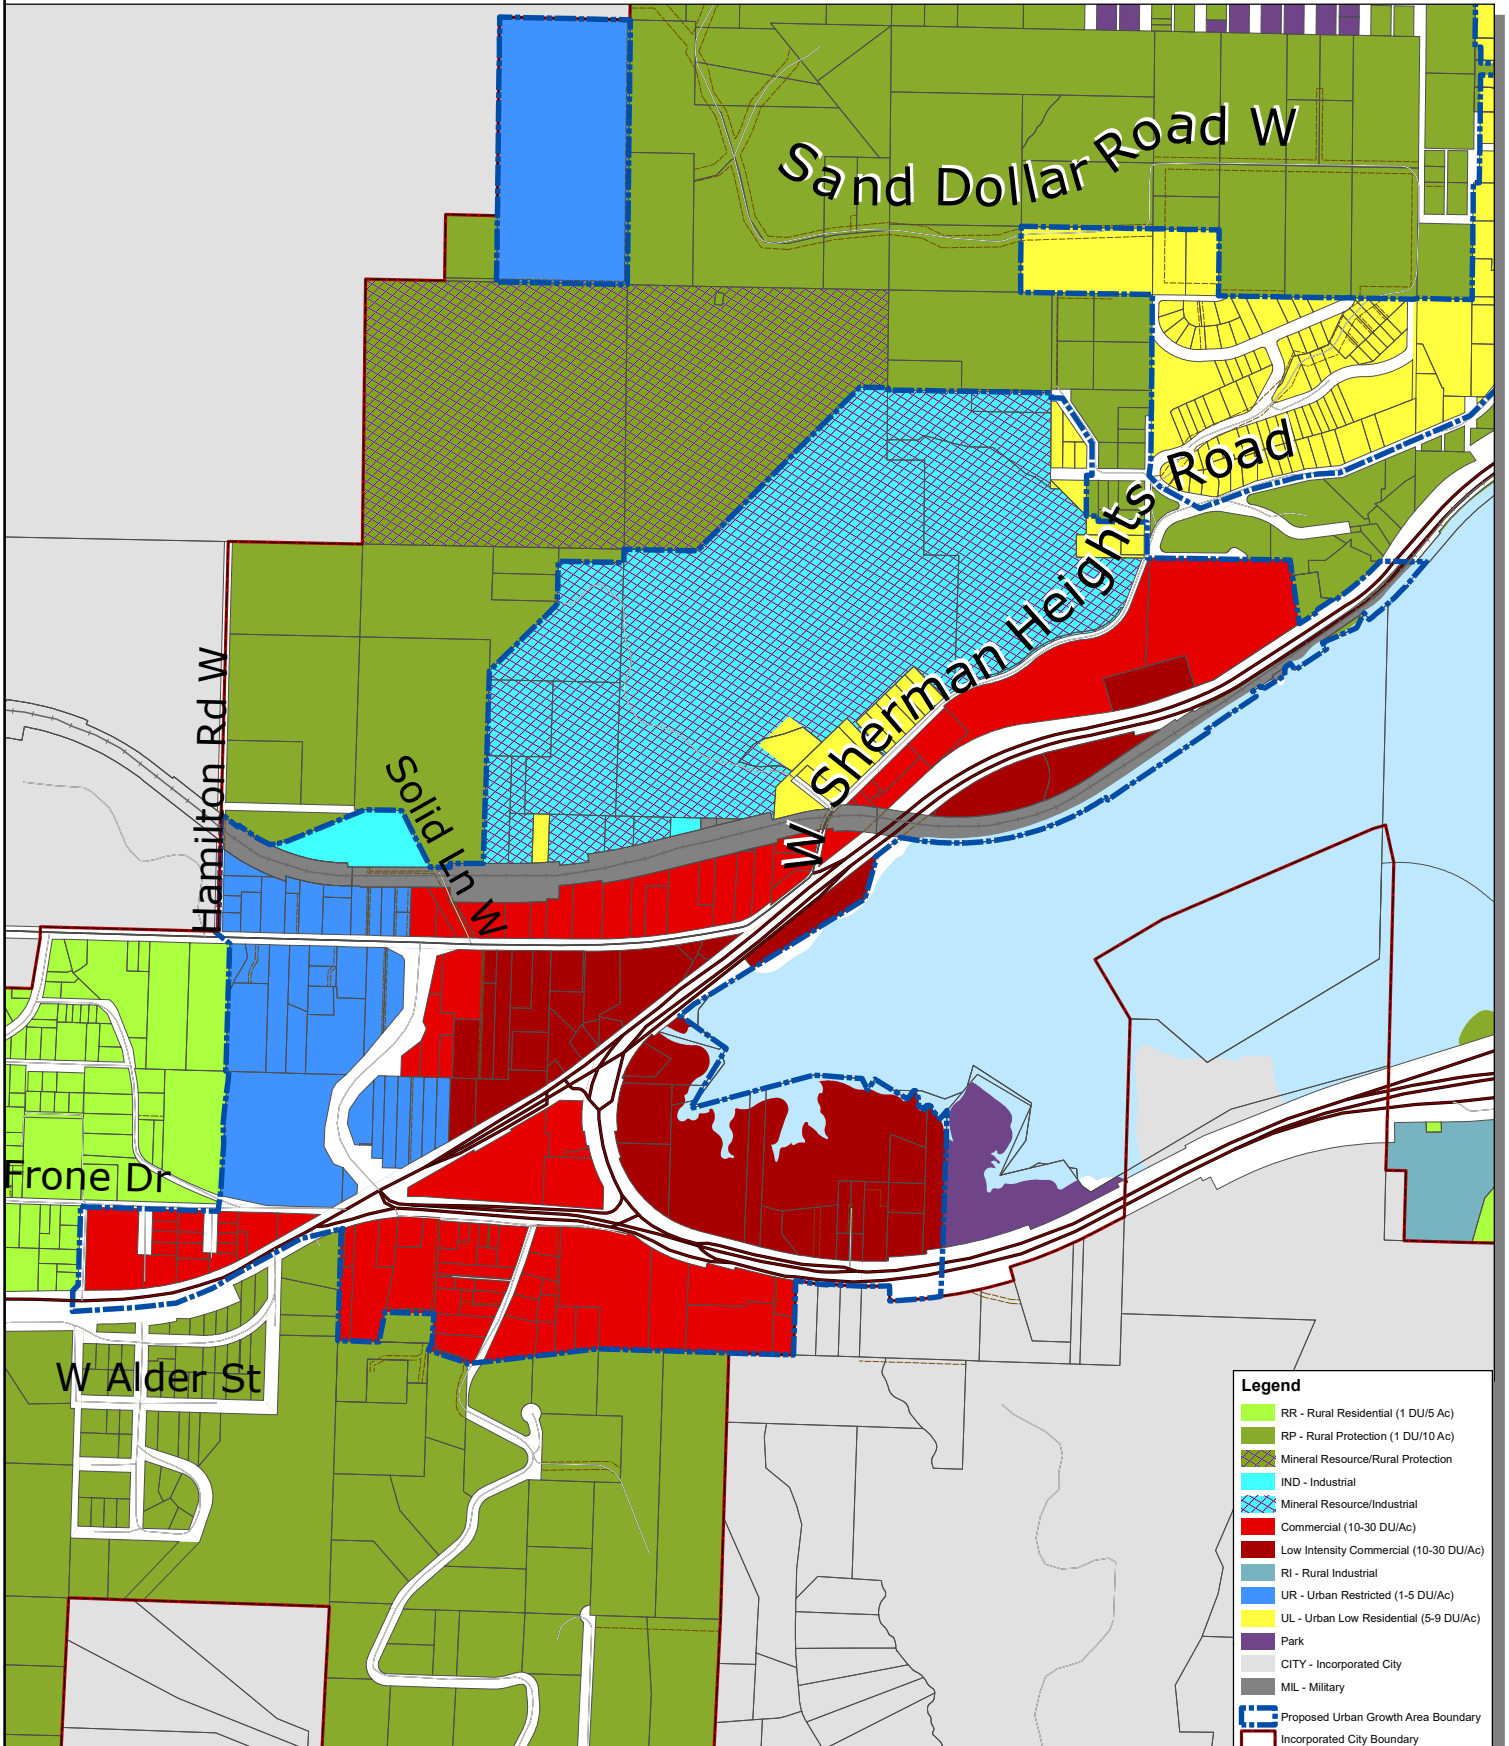 Sand Dollar Road W
W Sherman Heights Road
Hamilton Rd W
Solid Ln W
Frone Dr
W Alder St
Legend
RR - Rural Residential (1 DU/5 Ac)
RP - Rural Protection (1 DU/10 Ac)
Mineral Resource/Rural Protection
IND - Industrial
Mineral Resource/Industrial
Commercial (10-30 DU/Ac)
Low Intensity Commercial (10-30 DU/Ac)
RI - Rural Industrial
UR - Urban Restricted (1-5 DU/Ac)
UL - Urban Low Residential (5-9 DU/Ac)
Park
CITY - Incorporated City
MIL - Military
Proposed Urban Growth Area Boundary
Incorporated City Boundary